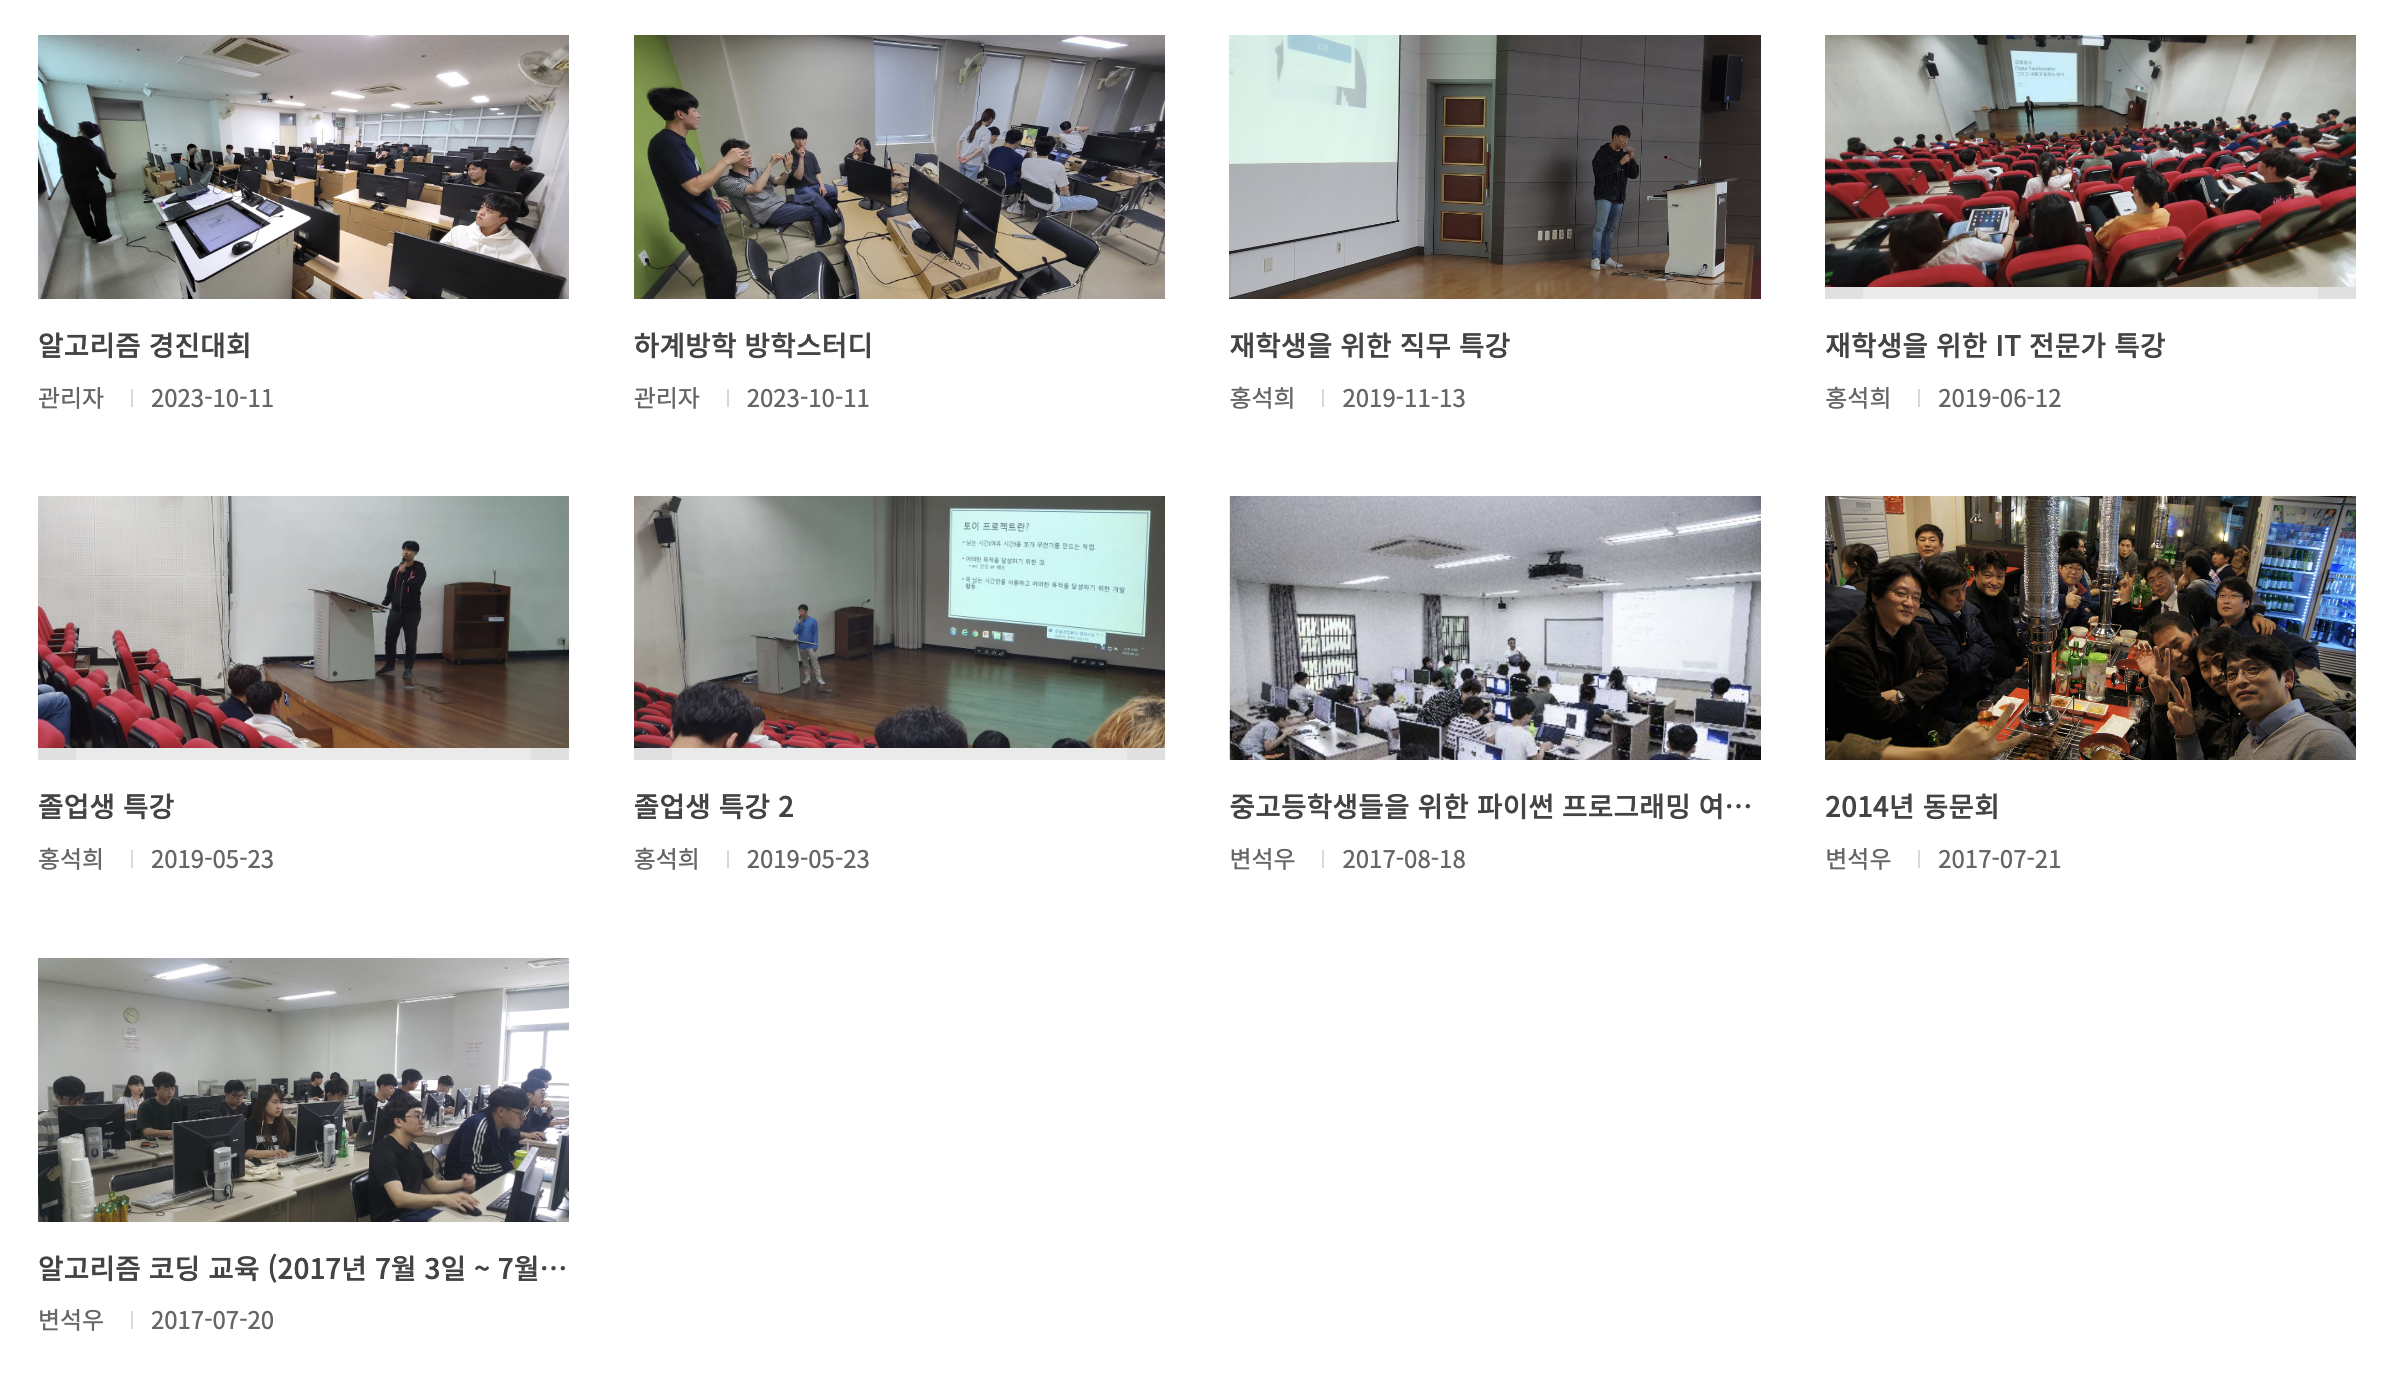 알고리즘 경진대회
관리자 2023-10-11
하계방학 방학스터디
관리자 2023-10-11
재학생을 위한 직무 특강
홍석희 2019-11-13
재학생을 위한 IT 전문가 특강
홍석희 2019-06-12
토이 프로젝트란?
졸업생 특강
홍석희 2019-05-23
졸업생 특강 2
홍석희 2019-05-23
중고등학생들을 위한 파이썬 프로그래밍 여…
변석우 2017-08-18
2014년 동문회
변석우 2017-07-21
알고리즘 코딩 교육 (2017년 7월 3일 ~ 7월…
변석우 2017-07-20